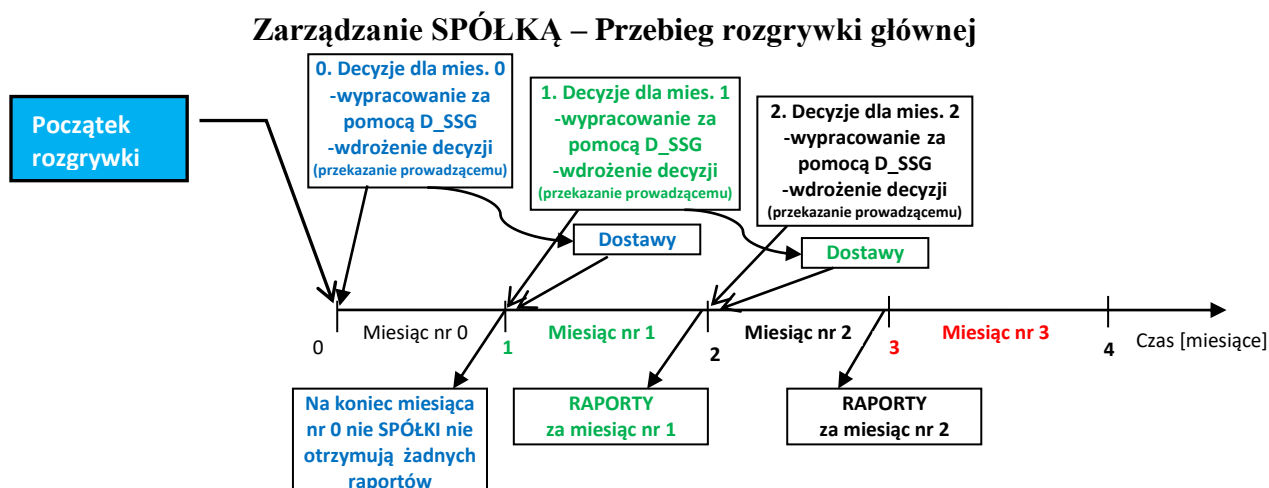 Zarządzanie SPÓŁKĄ – Przebieg rozgrywki głównej
Początek
rozgrywki
0. Decyzje dla mies. 0
-wypracowanie za
pomocą D_SSG
-wdrożenie decyzji
(przekazanie prowadzącemu)
1. Decyzje dla mies. 1
-wypracowanie za
pomocą D_SSG
-wdrożenie decyzji
(przekazanie prowadzącemu)
2. Decyzje dla mies. 2
-wypracowanie za
pomocą D_SSG
-wdrożenie decyzji
(przekazanie prowadzącemu)
Dostawy
Dostawy
0
Miesiąc nr 0
1
Miesiąc nr 1
2
Miesiąc nr 2
3
Miesiąc nr 3
4
Czas [miesiące]
Na koniec miesiąca
nr 0 nie SPÓŁKI nie
otrzymują żadnych
raportów
RAPORTY
za miesiąc nr 1
RAPORTY
za miesiąc nr 2